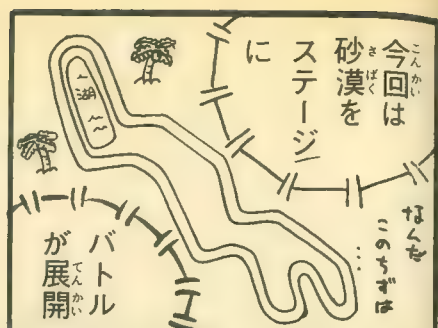 今回は
砂漠を
ステージ
に
なんだ
このちずは
…
湖
バトル
が展開